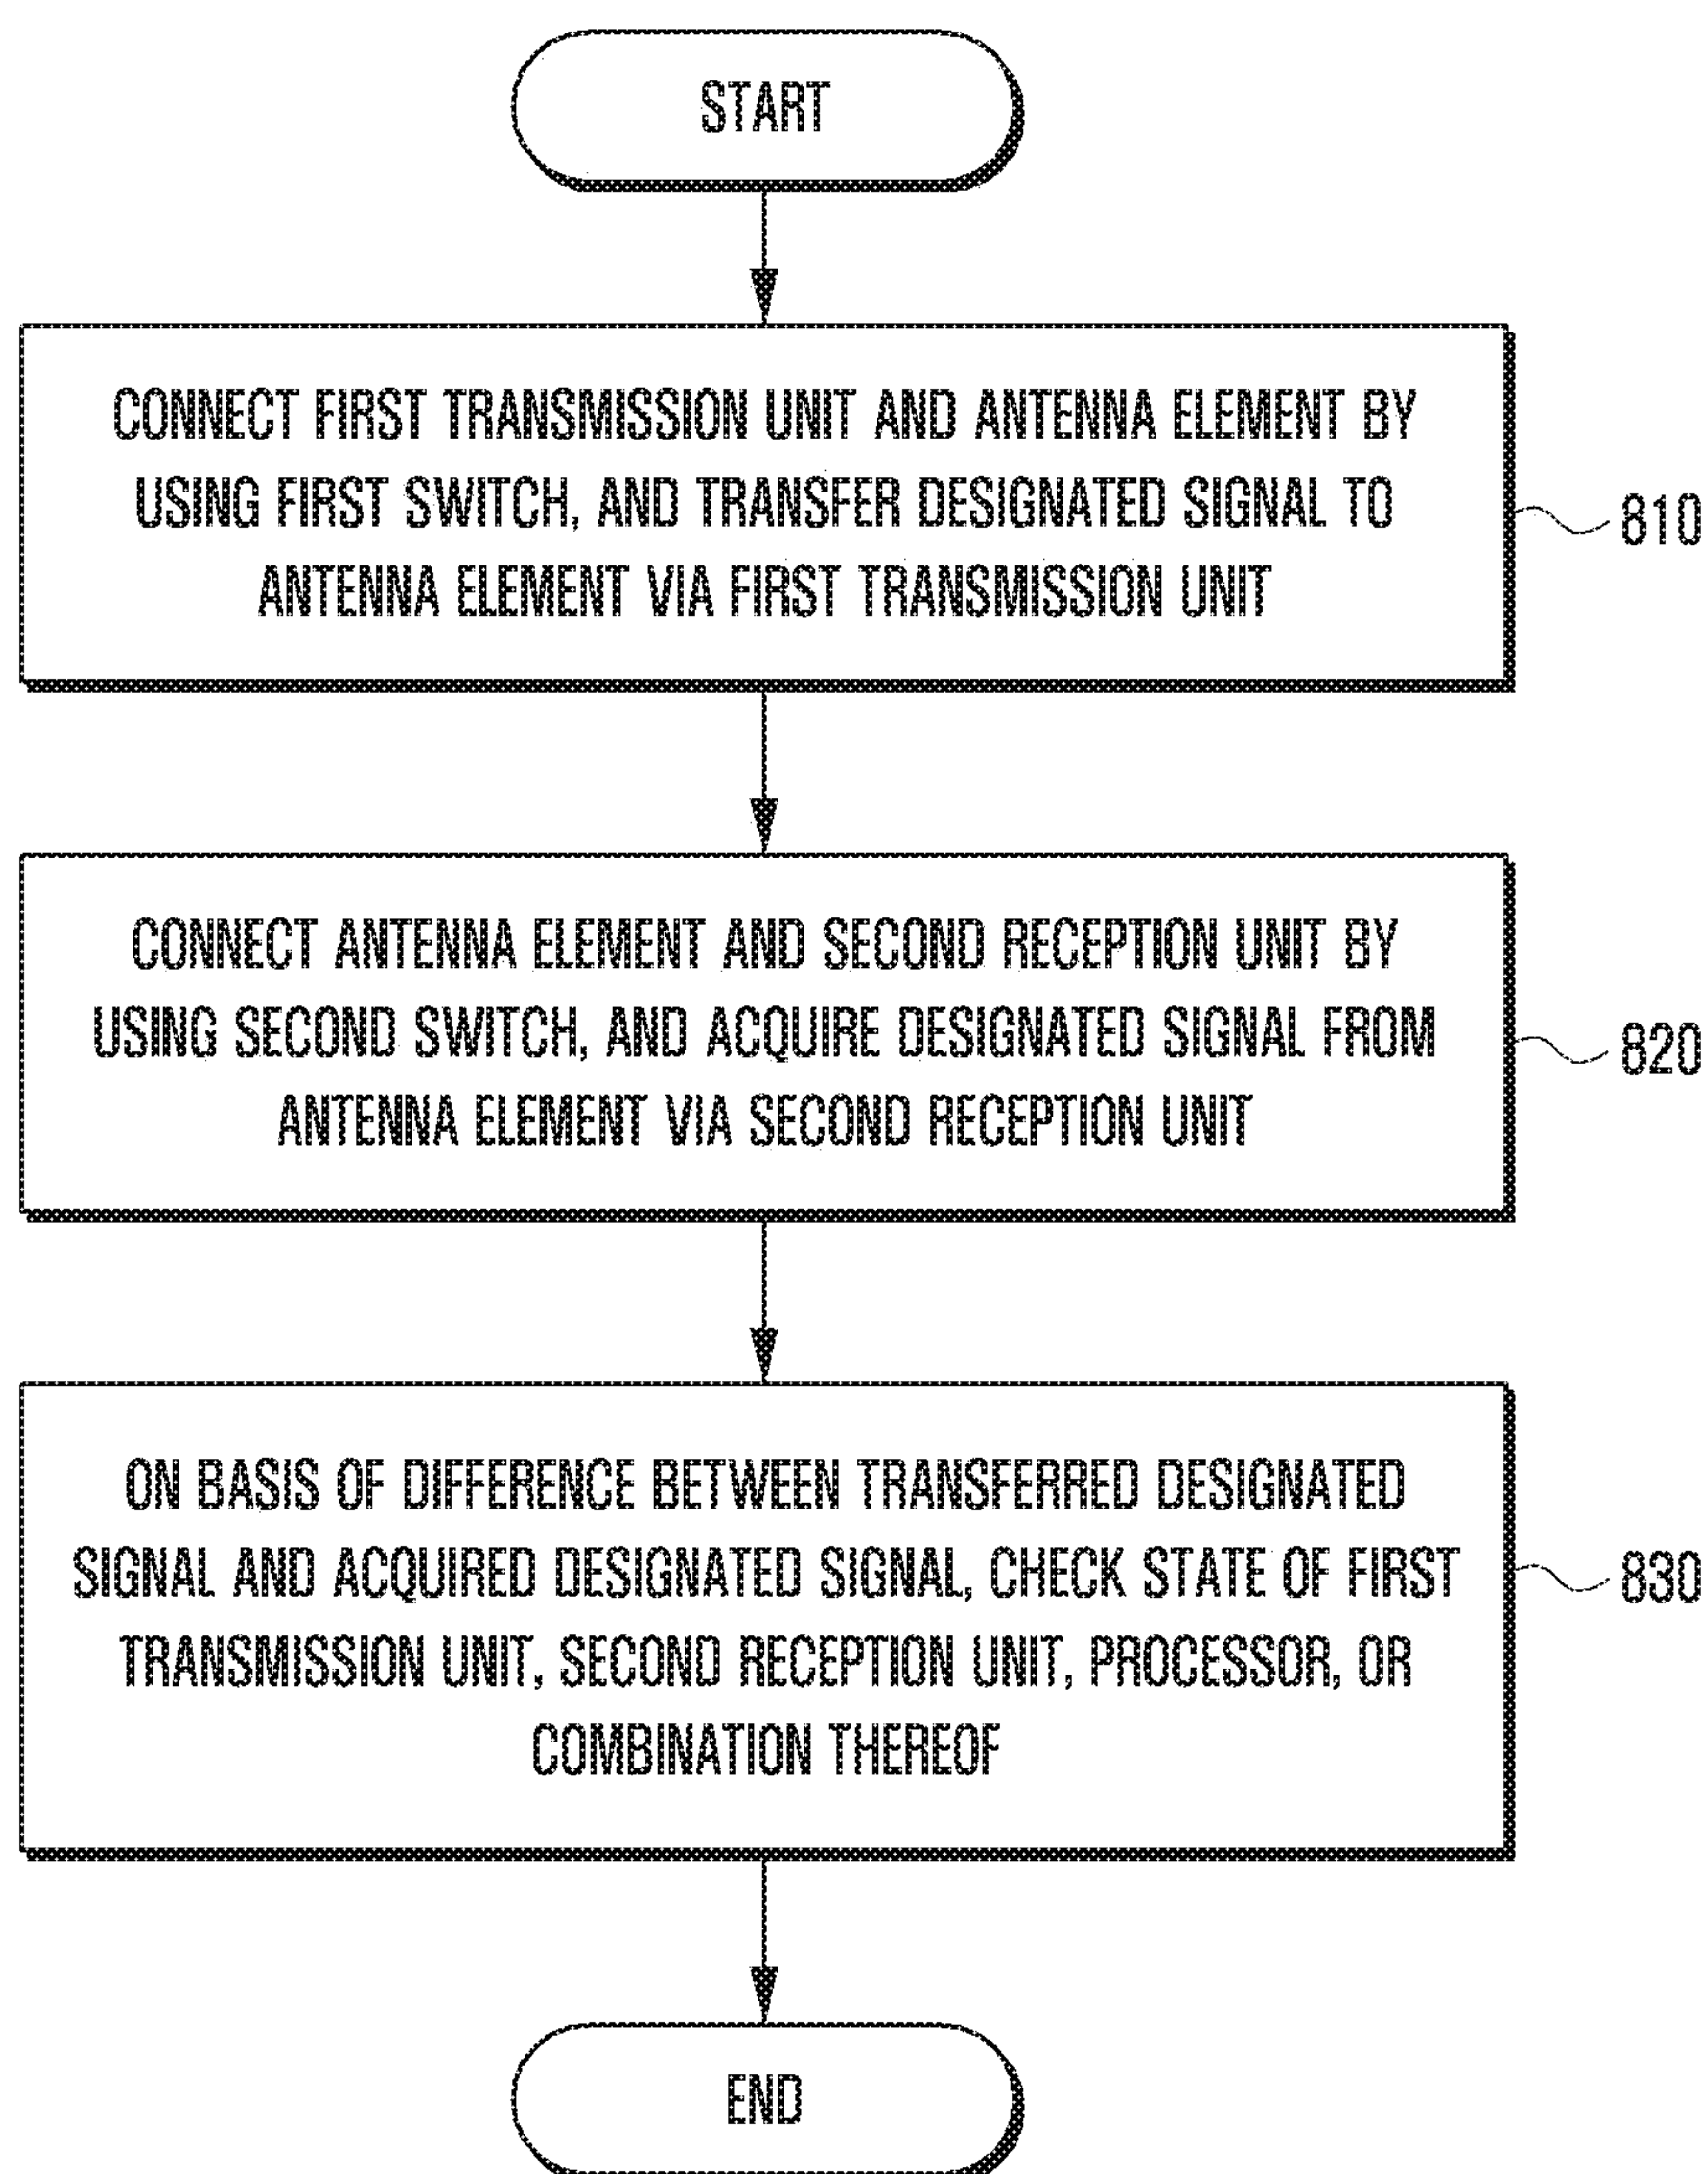 START
CONNECT FIRST TRANSMISSION UNIT AND ANTENNA ELEMENT BY
USING FIRST SWITCH, AND TRANSFER DESIGNATED SIGNAL TO
ANTENNA ELEMENT VIA FIRST TRANSMISSION UNIT
810
CONNECT ANTENNA ELEMENT AND SECOND RECEPTION UNIT BY
USING SECOND SWITCH, AND ACQUIRE DESIGNATED SIGNAL FROM
ANTENNA ELEMENT VIA SECOND RECEPTION UNIT
820
ON BASIS OF DIFFERENCE BETWEEN TRANSFERRED DESIGNATED
SIGNAL AND ACQUIRED DESIGNATED SIGNAL, CHECK STATE OF FIRST
TRANSMISSION UNIT, SECOND RECEPTION UNIT, PROCESSOR, OR
COMBINATION THEREOF
830
END